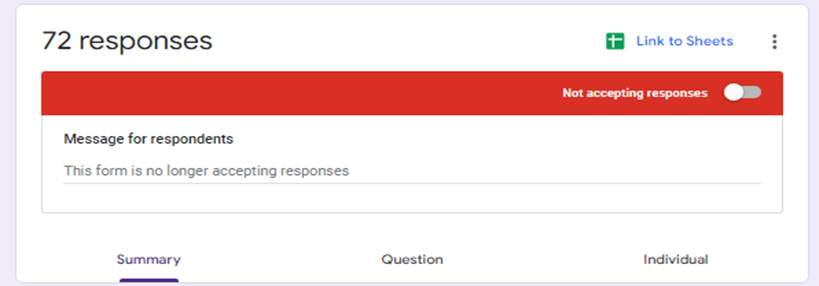 72 responses
Link to Sheets
Not accepting responses
Message for respondents
This form is no longer accepting responses
Summary
Question
Individual